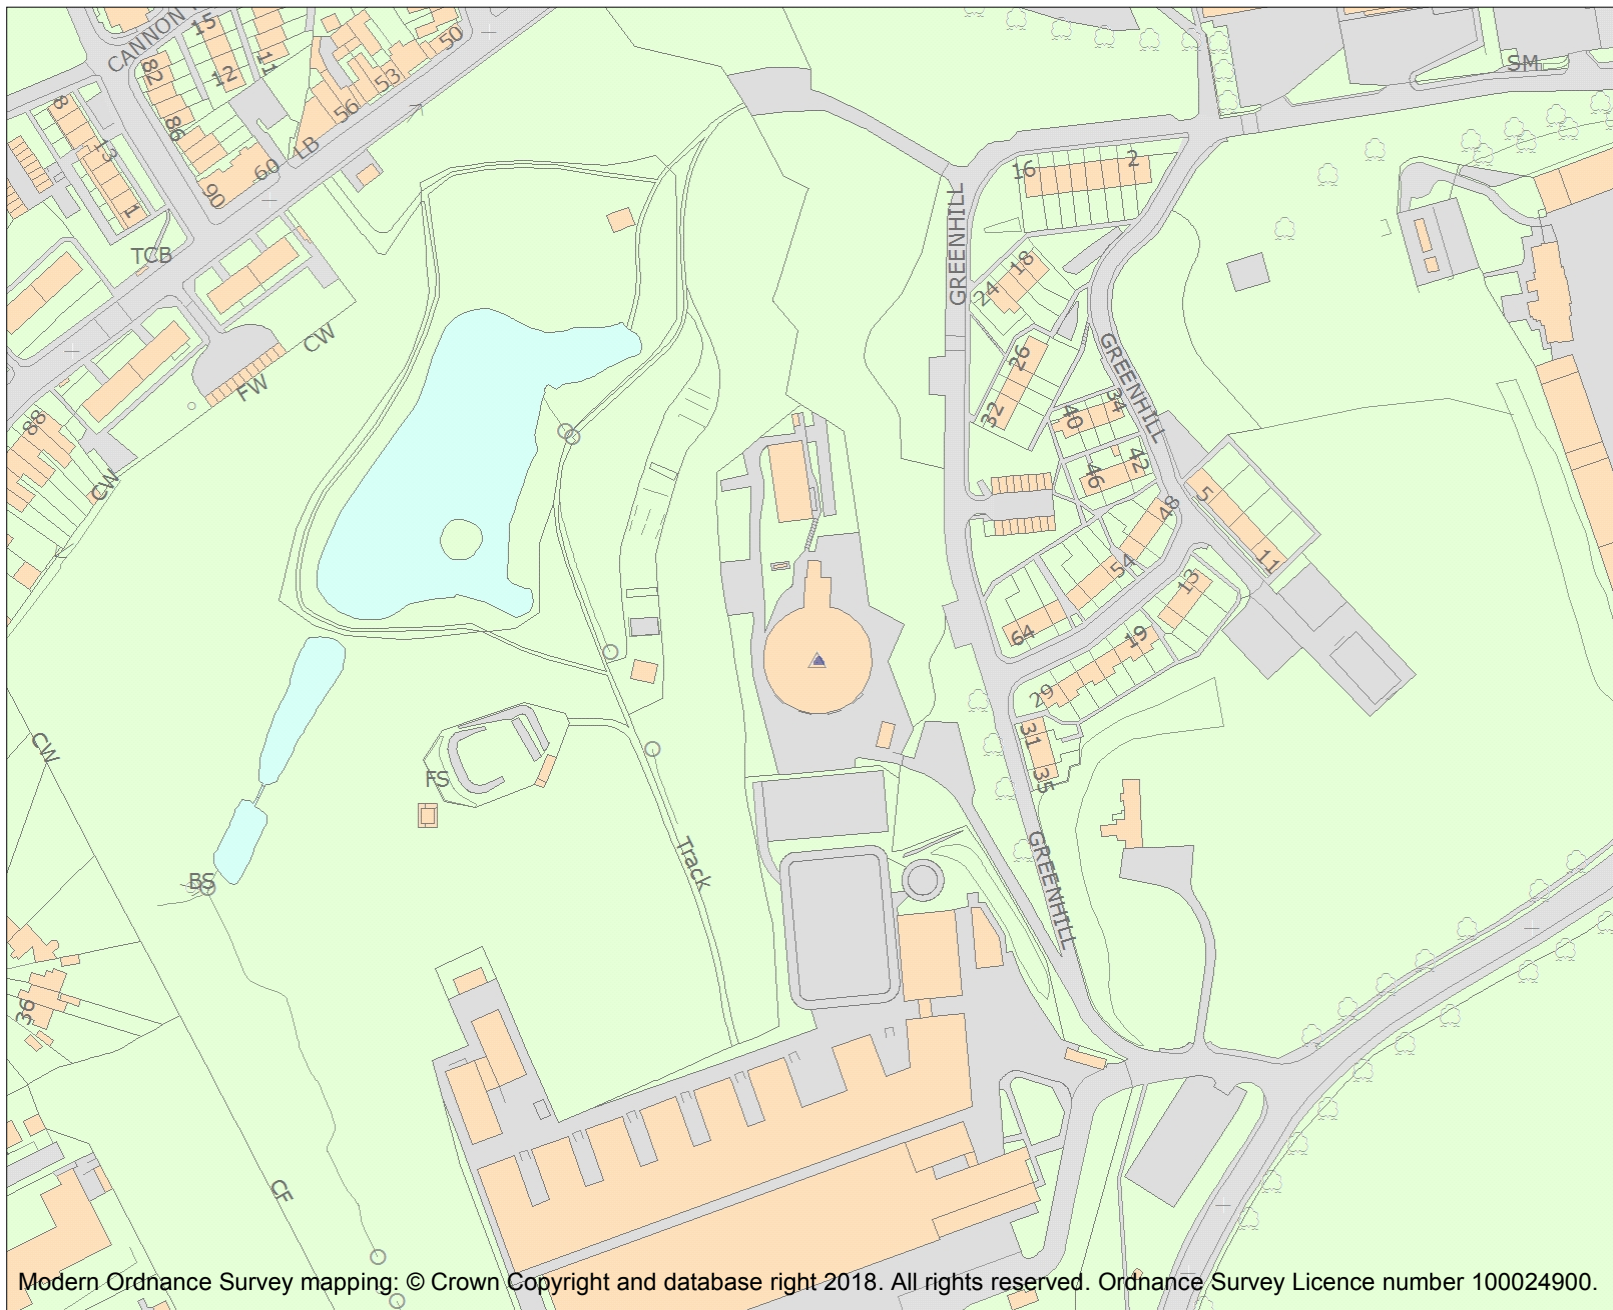 CANNON
15
50
82
12
11
53
56
8
86
13
LB
60
90
1
TCB
SM
16
2
GREENHILL
18
24
CW
26
FW
GREENHILL
32
34
40
88
42
46
CW
5
48
11
54
13
64
19
29
31
CW
35
FS
Track
GREENHILL
BS
36
CF
Modern Ordnance Survey mapping: © Crown Copyright and database right 2018. All rights reserved. Ordnance Survey Licence number 100024900.